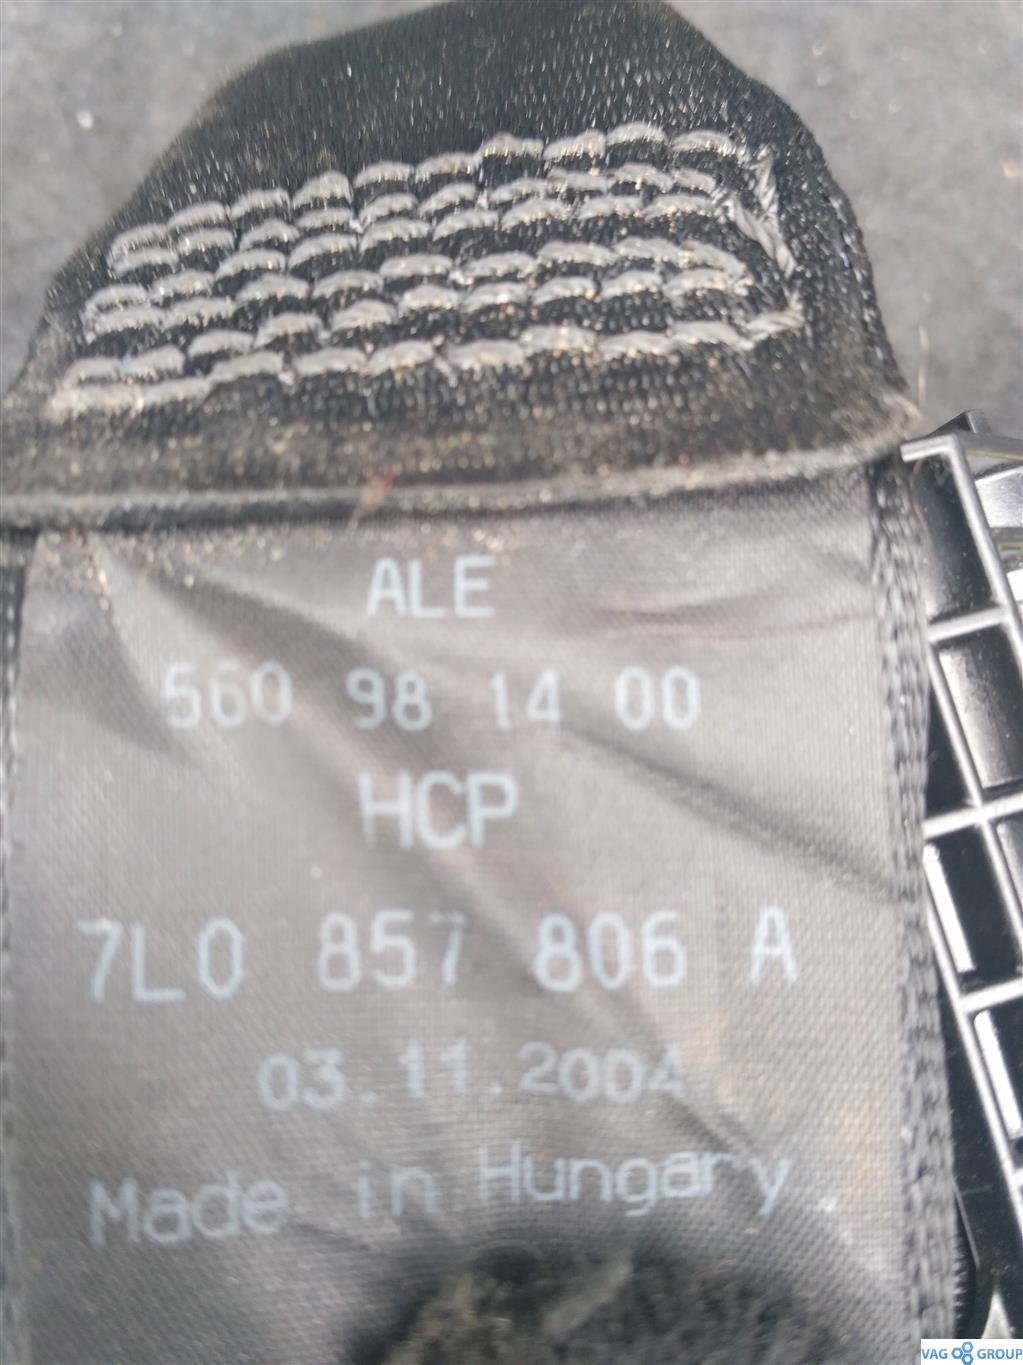 ALE
560 98 14 00
HCP
7L0 857 806 A
03.11.2004
Made in Hungary
VAG GROUP